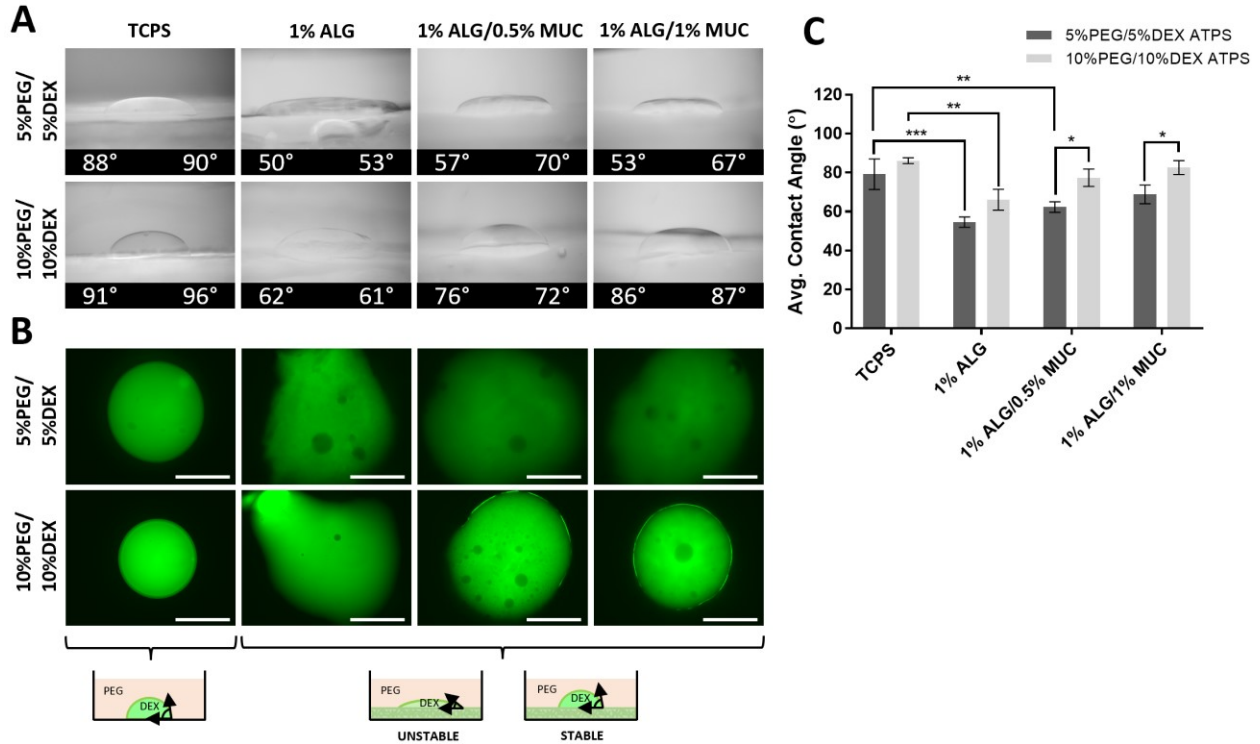 A
TCPS
1% ALG
1% ALG/0.5% MUC
1% ALG/1% MUC
5%PEG/
5%DEX
88° 90°
50° 53°
57° 70°
53° 67°
10%PEG/
10%DEX
91° 96°
62° 61°
76° 72°
86° 87°
B
5%PEG/
5%DEX
10%PEG/
10%DEX
PEG
DEX
PEG
DEX
UNSTABLE
PEG
DEX
STABLE
C
5%PEG/5%DEX ATPS
10%PEG/10%DEX ATPS
Avg. Contact Angle (°)
120
100
80
60
40
20
0
**
**
***
*
*
TCPS
1% ALG
1% ALG/0.5% MUC
1% ALG/1% MUC